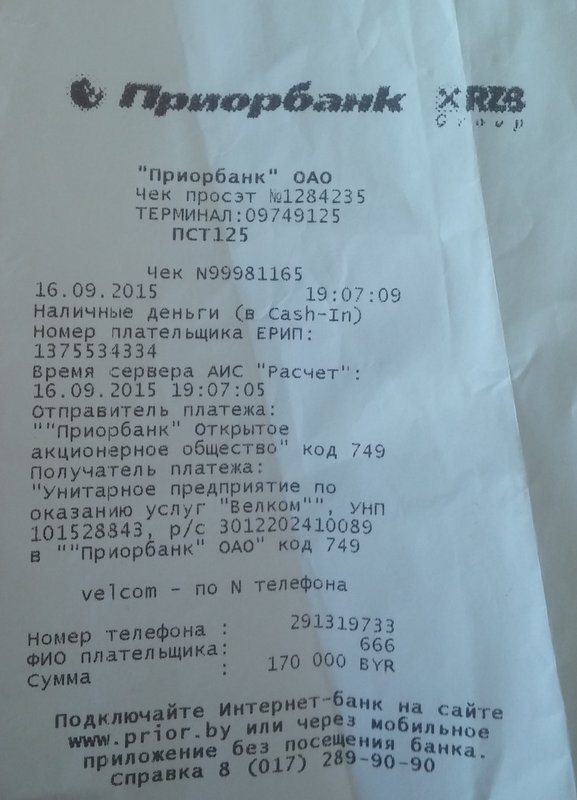 Приорбанк RZB
Group
"Приорбанк" ОАО
Чек просэт №1284235
ТЕРМИНАЛ:09749125
ПСТ125
Чек N99981165
16.09.2015 19:07:09
Наличные деньги (в Cash-In)
Номер плательщика ЕРИП:
1375534334
Время сервера АИС "Расчет":
16.09.2015 19:07:05
Отправитель платежа:
""Приорбанк" Открытое
акционерное общество" код 749
Получатель платежа:
"Унитарное предприятие по
оказанию услуг "Велком"", УНП
101528843, р/с 3012202410089
в ""Приорбанк" ОАО" код 749
velcom - по N телефона
Номер телефона : 291319733
ФИО плательщика: 666
Сумма : 170 000 BYR
Подключайте Интернет-банк на сайте
www.prior.by или через мобильное
приложение без посещения банка.
Справка 8 (017) 289-90-90